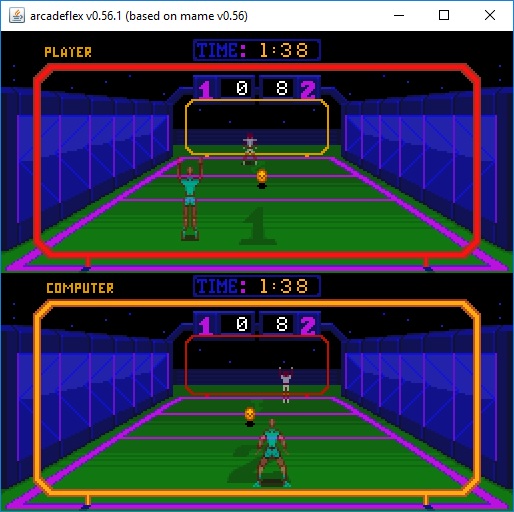 arcadeflex v0.56.1 (based on mame v0.56)
PLAYER
TIME: 1:38
1 0 8 2
1
COMPUTER
TIME: 1:38
1 0 8 2
2